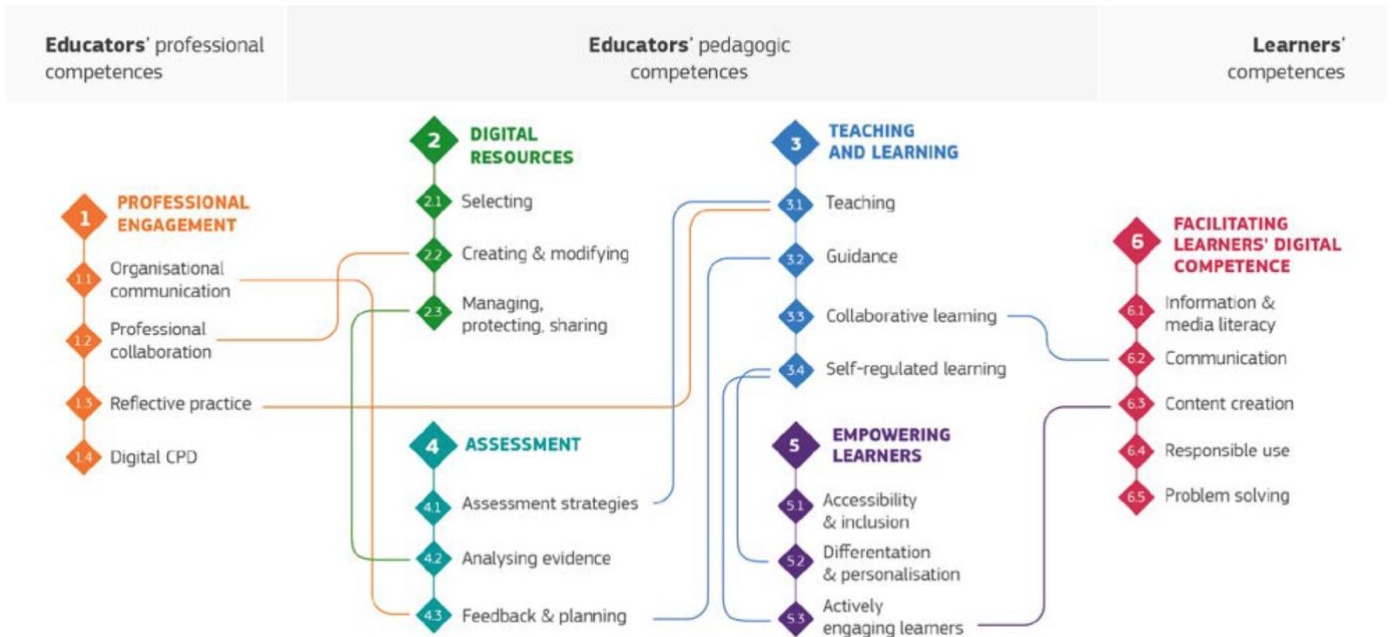 Educators' professional
competences
Educators' pedagogic
competences
Learners'
competences
1
PROFESSIONAL
ENGAGEMENT
1.1
Organisational
communication
1.2
Professional
collaboration
1.3
Reflective practice
1.4
Digital CPD
2
DIGITAL
RESOURCES
2.1
Selecting
2.2
Creating & modifying
2.3
Managing,
protecting, sharing
3
TEACHING
AND LEARNING
3.1
Teaching
3.2
Guidance
3.3
Collaborative learning
3.4
Self-regulated learning
4
ASSESSMENT
4.1
Assessment strategies
4.2
Analysing evidence
4.3
Feedback & planning
5
EMPOWERING
LEARNERS
5.1
Accessibility
& inclusion
5.2
Differentation
& personalisation
5.3
Actively
engaging learners
6
FACILITATING
LEARNERS' DIGITAL
COMPETENCE
6.1
Information &
media literacy
6.2
Communication
6.3
Content creation
6.4
Responsible use
6.5
Problem solving